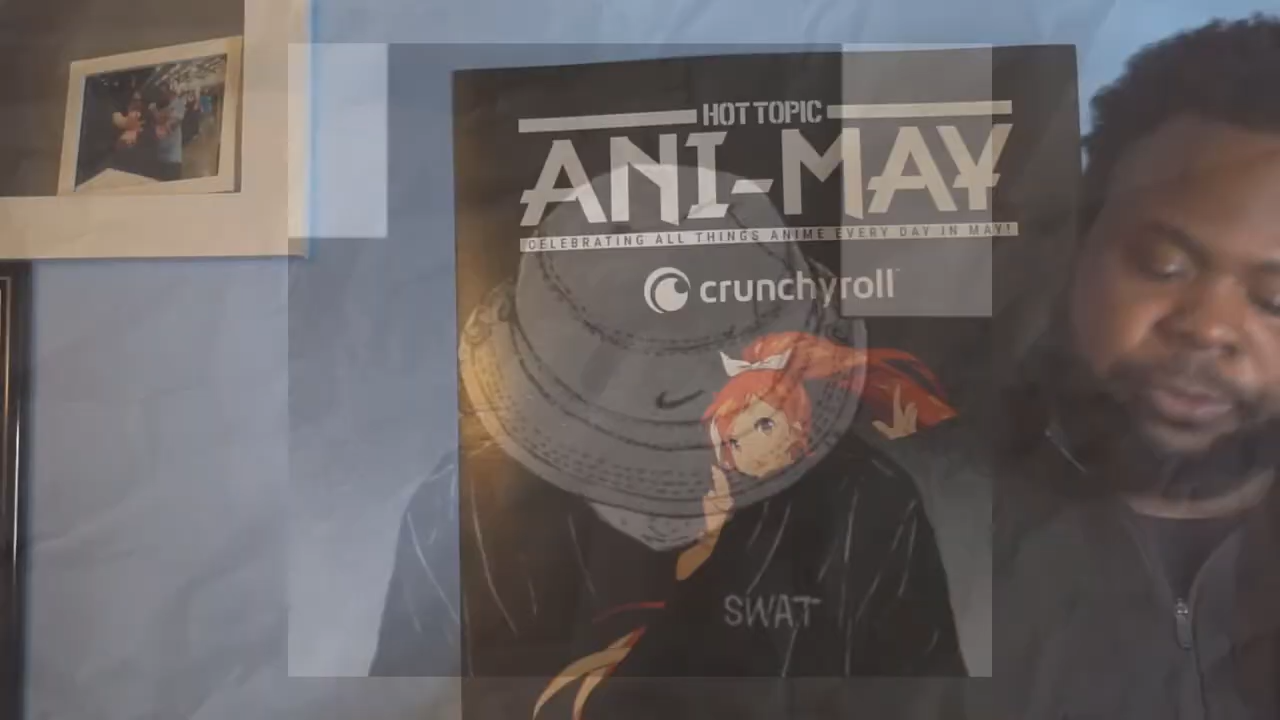 HOT TOPIC
ANI-MAY
CELEBRATING ALL THINGS ANIME EVERY DAY IN MAY!
crunchyroll
SWAT